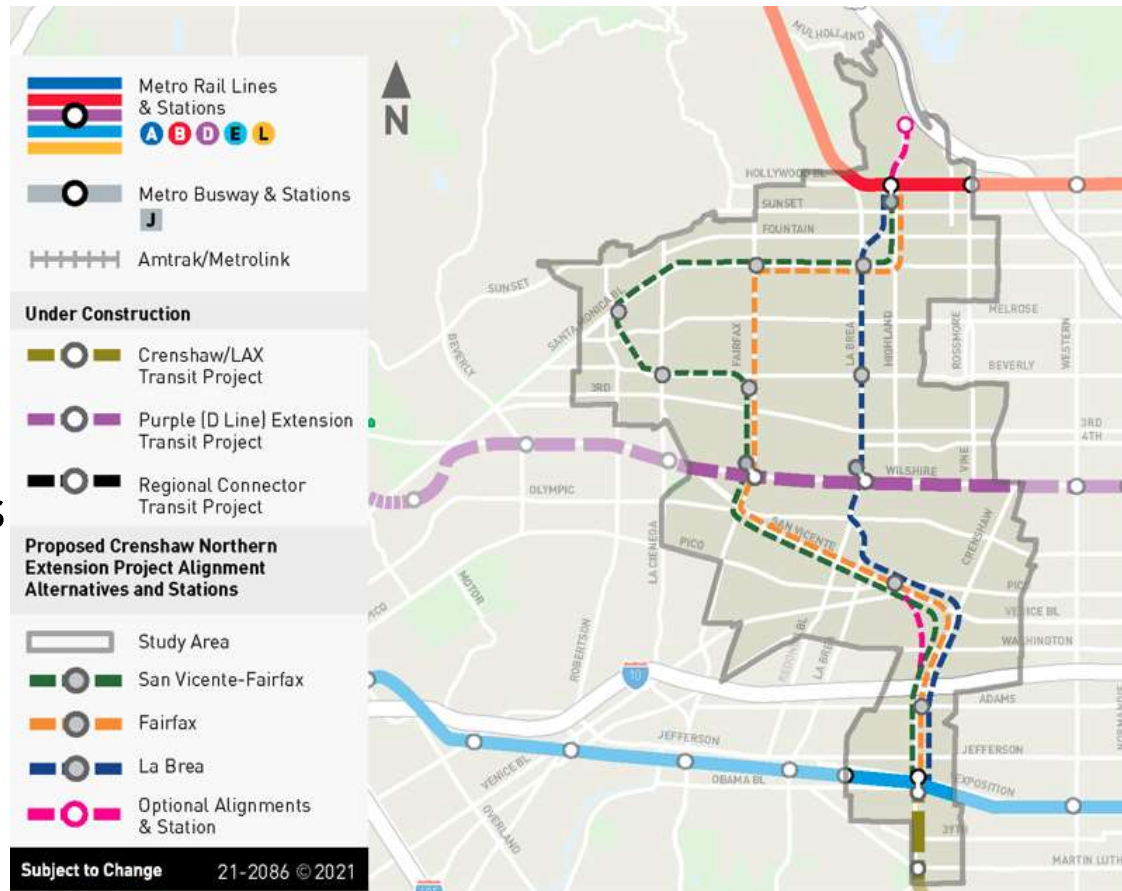 Metro Rail Lines
& Stations
A B D E L
Metro Busway & Stations
J
Amtrak/Metrolink
Under Construction
Crenshaw/LAX
Transit Project
Purple (D Line) Extension
Transit Project
Regional Connector
Transit Project
Proposed Crenshaw Northern
Extension Project Alignment
Alternatives and Stations
Study Area
San Vicente-Fairfax
Fairfax
La Brea
Optional Alignments
& Station
Subject to Change 21-2086 © 2021
S
N
MULHOLLAND
HOLLYWOOD BL
SUNSET
FOUNTAIN
SUNSET
SANTA MONICA BL
MELROSE
BEVERLY
FAIRFAX
LA BREA
HIGHLAND
ROSSMORE
WESTERN
BEVERLY
3RD
3RD
4TH
WILSHIRE
VINE
OLYMPIC
SAN VICENTE
CRENSHAW
PICO
LA CIENEGA
PICO
MOTOR
PICO
VENICE BL
WASHINGTON
ROBERTSON
REDONDO BL
LA BREA
10
ADAMS
NORMANDIE
JEFFERSON
JEFFERSON
VENICE BL
OBAMA BL
EXPOSITION
OVERLAND
39TH
MARTIN LUTH